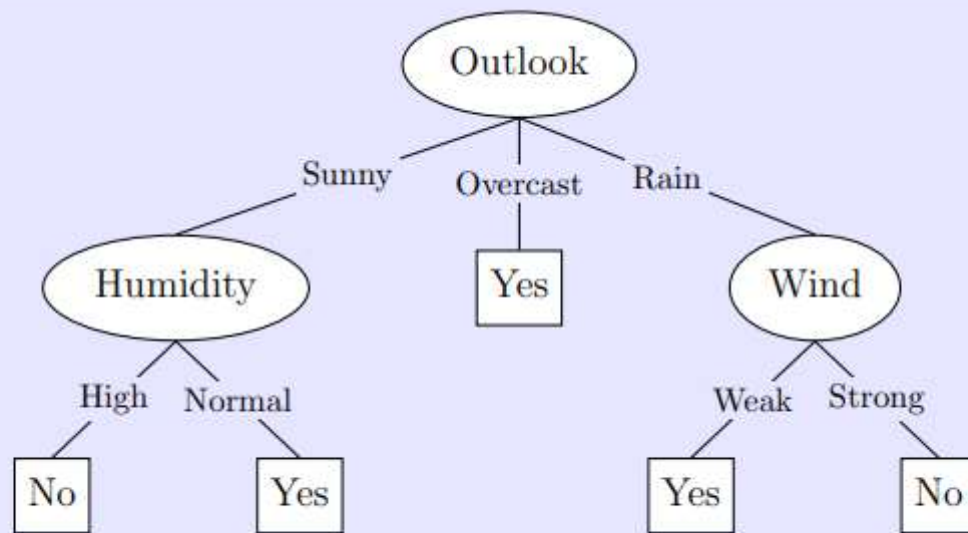 Outlook
Sunny
Overcast
Rain
Humidity
Yes
Wind
High
Normal
Weak
Strong
No
Yes
Yes
No